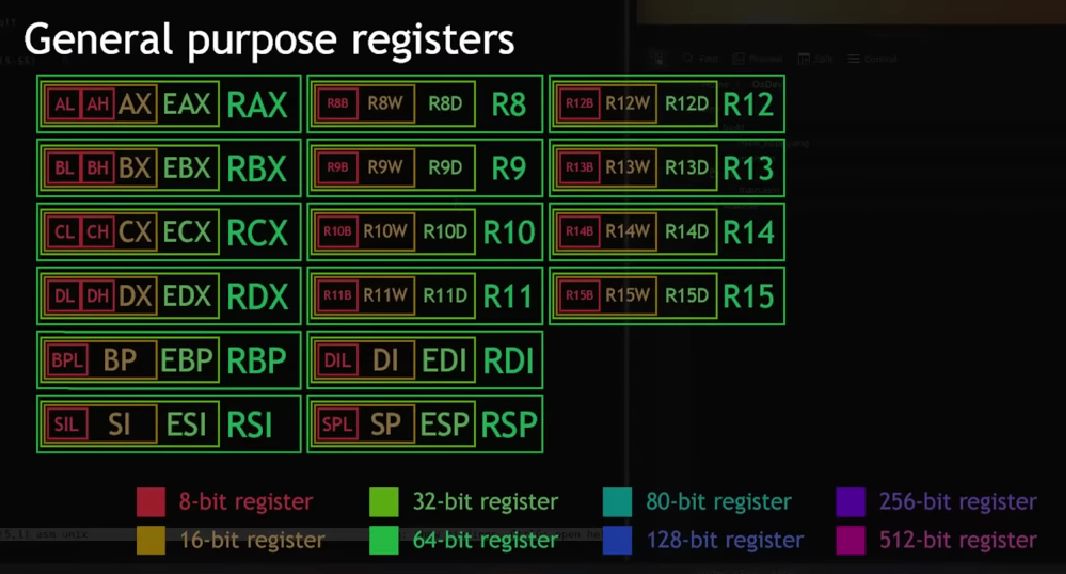 General purpose registers
AL AH AX EAX RAX R8B R8W R8D R8 R12B R12W R12D R12
BL BH BX EBX RBX R9B R9W R9D R9 R13B R13W R13D R13
CL CH CX ECX RCX R10B R10W R10D R10 R14B R14W R14D R14
DL DH DX EDX RDX R11B R11W R11D R11 R15B R15W R15D R15
BPL BP EBP RBP DIL DI EDI RDI
SIL SI ESI RSI SPL SP ESP RSP
8-bit register 32-bit register 80-bit register 256-bit register
16-bit register 64-bit register 128-bit register 512-bit register